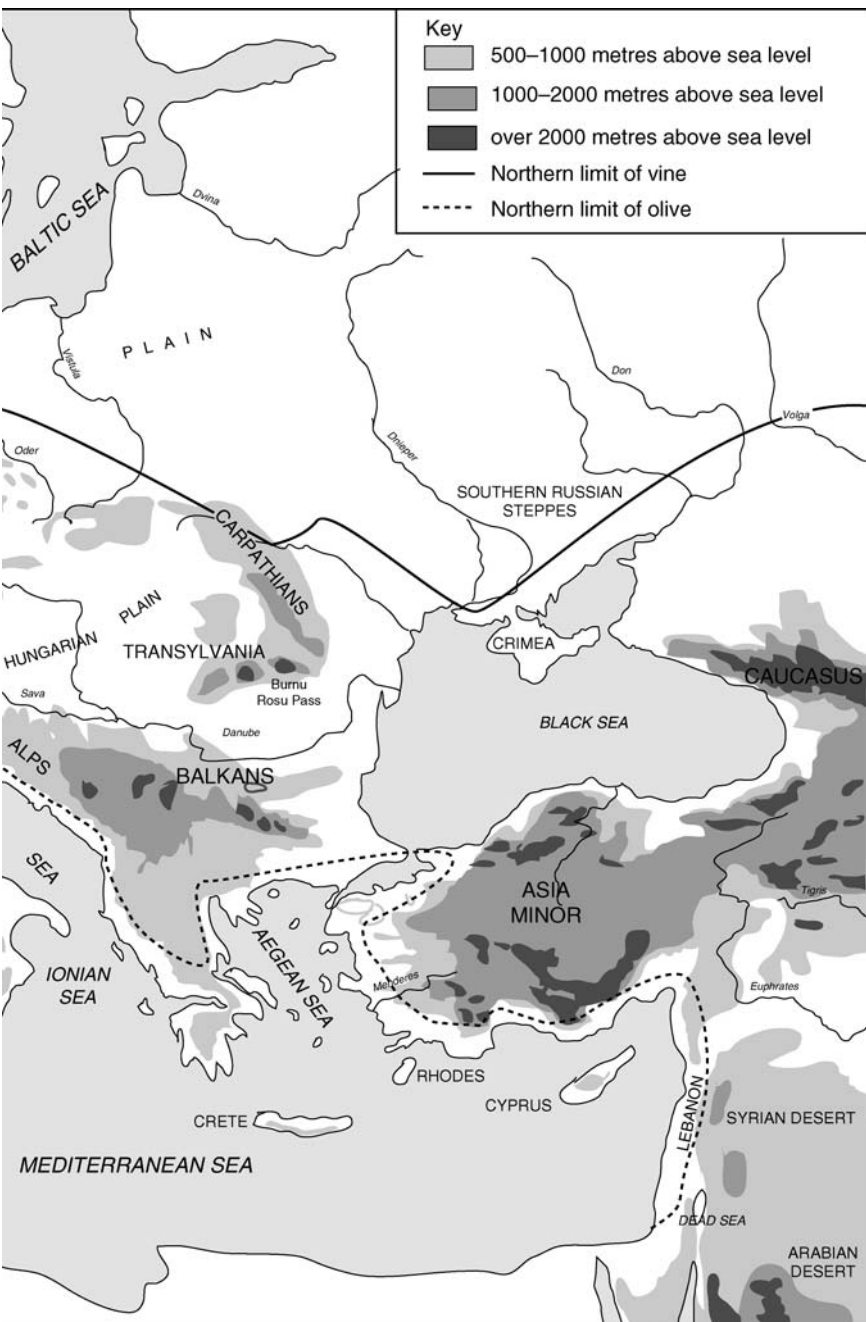 Key
500–1000 metres above sea level
1000–2000 metres above sea level
over 2000 metres above sea level
Northern limit of vine
Northern limit of olive
BALTIC SEA
Dvina
PLAIN
Vistula
Don
Volga
Oder
Dnieper
SOUTHERN RUSSIAN
STEPPES
CARPATHIANS
HUNGARIAN PLAIN
TRANSYLVANIA
CRIMEA
CAUCASUS
Burnu
Rosu Pass
Sava
Danube
BLACK SEA
ALPS
BALKANS
SEA
ASIA
MINOR
Tigris
IONIAN
SEA
AEGEAN SEA
Menderes
Euphrates
RHODES
CYPRUS
LEBANON
CRETE
SYRIAN DESERT
MEDITERRANEAN SEA
DEAD SEA
ARABIAN
DESERT